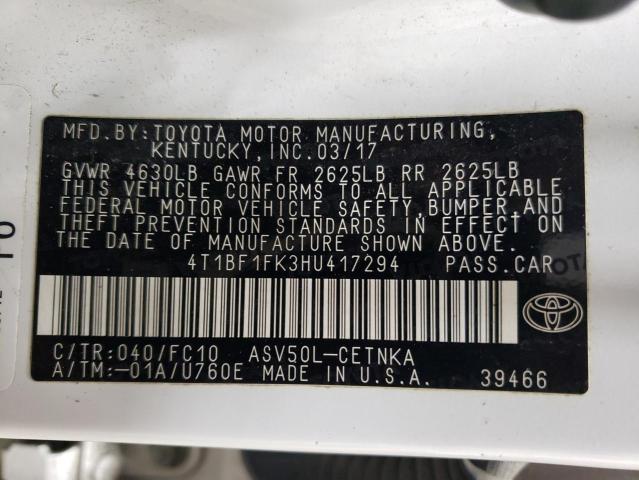 MFD. BY: TOYOTA MOTOR MANUFACTURING,
KENTUCKY, INC. 03/17
GVWR 4630LB GAWR FR 2625LB RR 2625LB
THIS VEHICLE CONFORMS TO ALL APPLICABLE
FEDERAL MOTOR VEHICLE SAFETY, BUMPER, AND
THEFT PREVENTION STANDARDS IN EFFECT ON
THE DATE OF MANUFACTURE SHOWN ABOVE.
4T1BF1FK3HU417294 PASS.CAR
C/TR: 040/FC10 ASV50L-CETNKA
A/TM: -01A/U760E MADE IN U.S.A. 39466